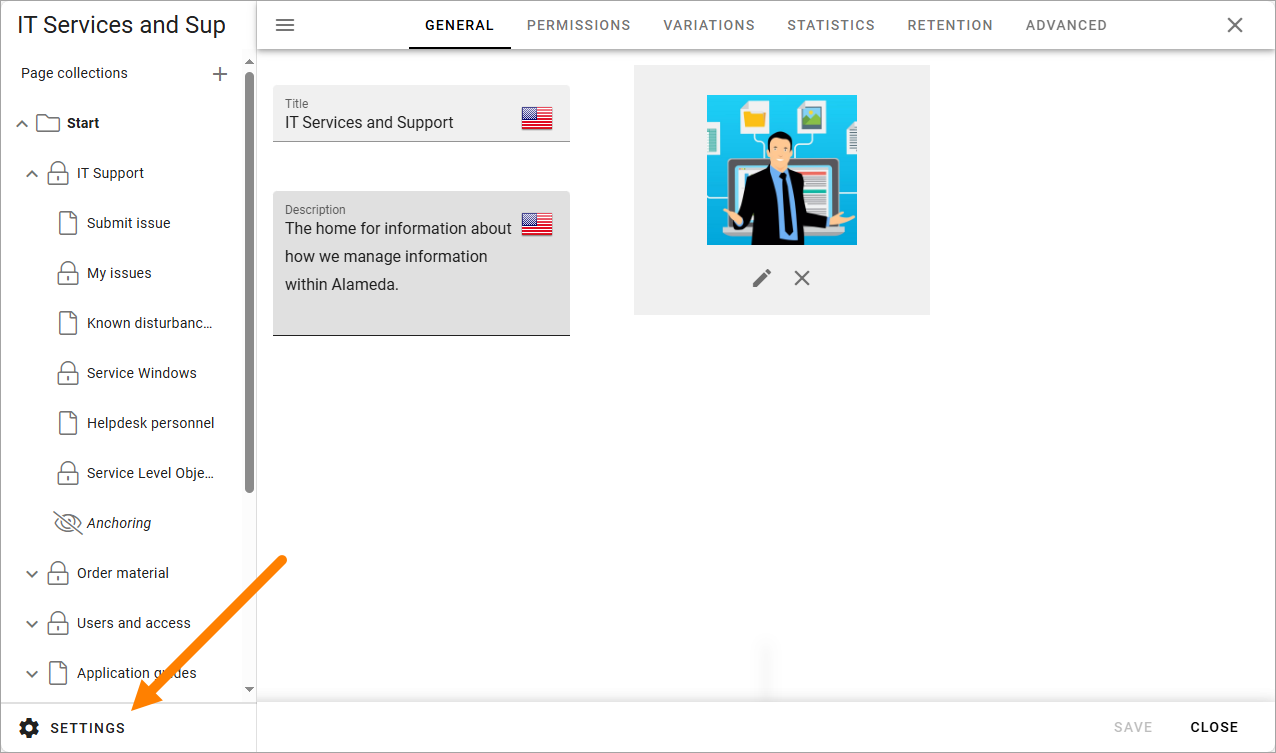 IT Services and Sup
Page collections
Start
IT Support
Submit issue
My issues
Known disturbanc...
Service Windows
Helpdesk personnel
Service Level Obje...
Anchoring
Order material
Users and access
Application guides
SETTINGS
GENERAL PERMISSIONS VARIATIONS STATISTICS RETENTION ADVANCED
Title
IT Services and Support
Description
The home for information about
how we manage information
within Alameda.
SAVE CLOSE